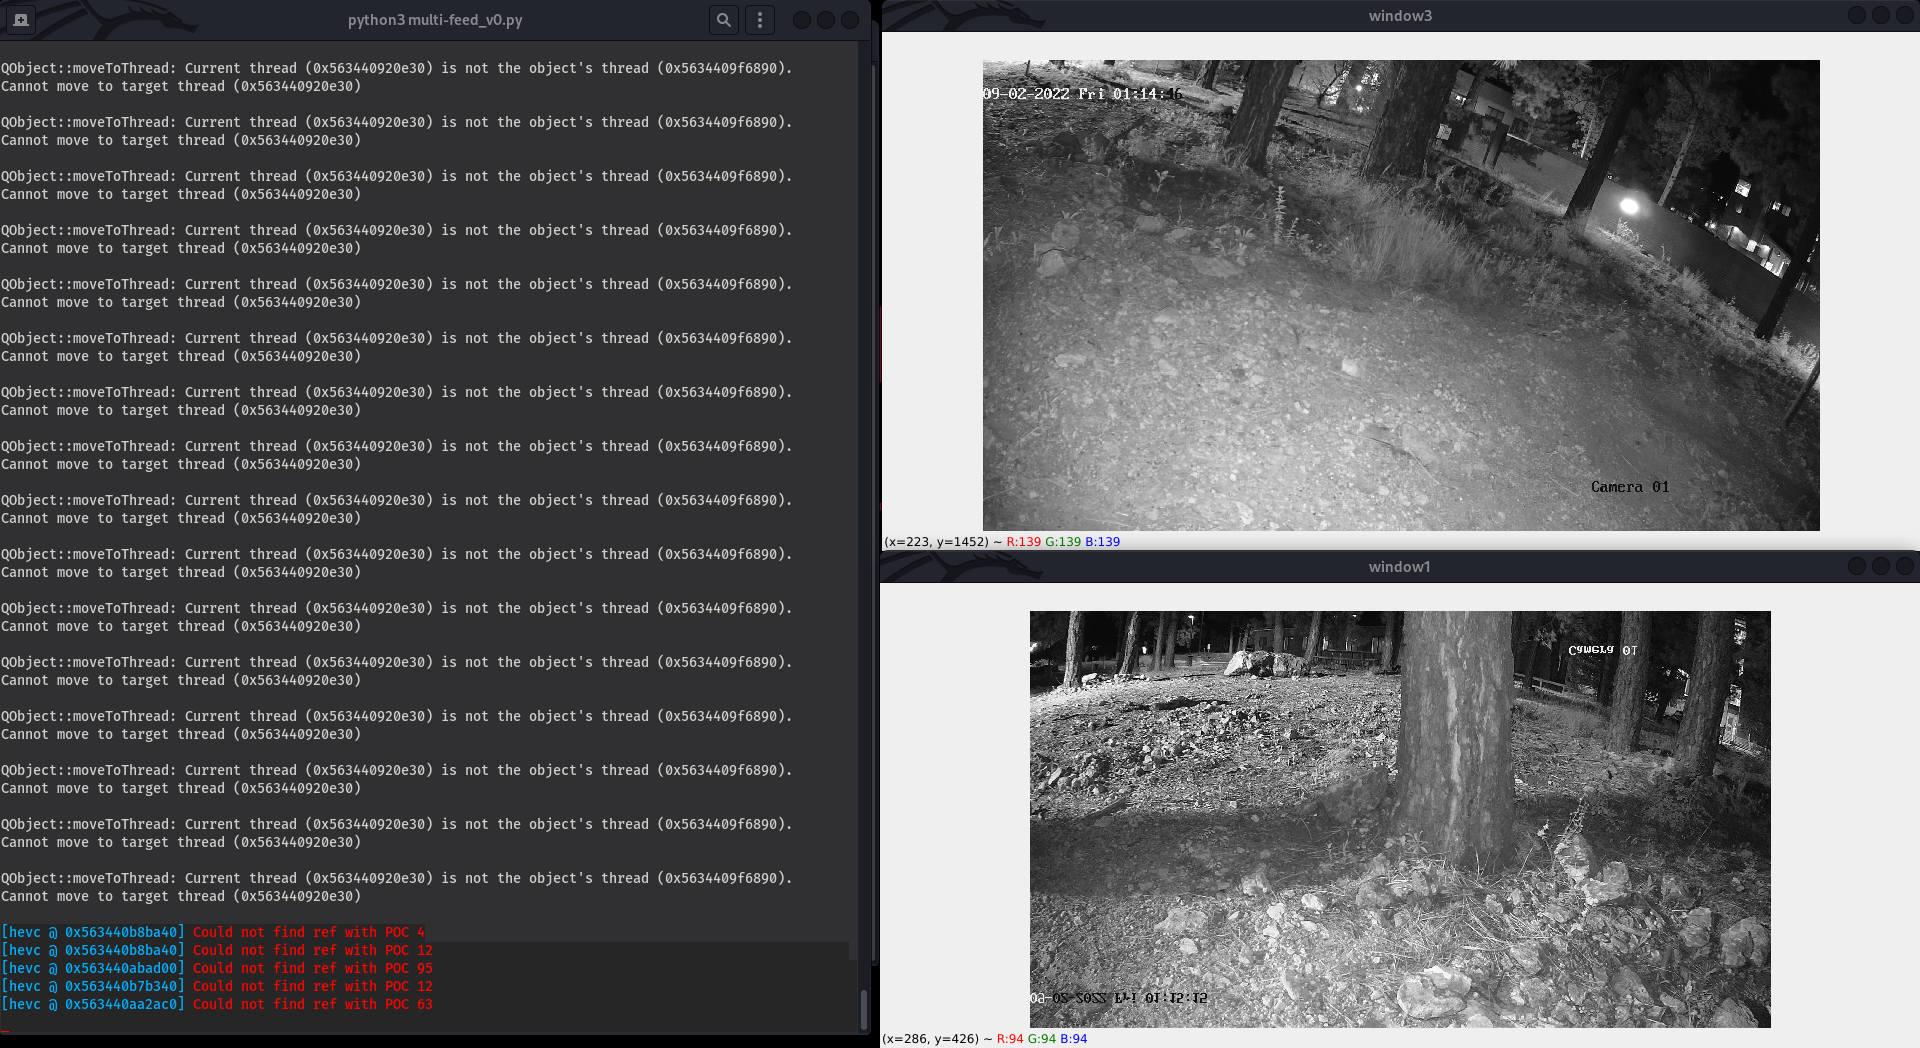 python3 multi-feed_v0.py
QObject::moveToThread: Current thread (0x563440920e30) is not the object's thread (0x5634409f6890).
Cannot move to target thread (0x563440920e30)
QObject::moveToThread: Current thread (0x563440920e30) is not the object's thread (0x5634409f6890).
Cannot move to target thread (0x563440920e30)
QObject::moveToThread: Current thread (0x563440920e30) is not the object's thread (0x5634409f6890).
Cannot move to target thread (0x563440920e30)
QObject::moveToThread: Current thread (0x563440920e30) is not the object's thread (0x5634409f6890).
Cannot move to target thread (0x563440920e30)
QObject::moveToThread: Current thread (0x563440920e30) is not the object's thread (0x5634409f6890).
Cannot move to target thread (0x563440920e30)
QObject::moveToThread: Current thread (0x563440920e30) is not the object's thread (0x5634409f6890).
Cannot move to target thread (0x563440920e30)
QObject::moveToThread: Current thread (0x563440920e30) is not the object's thread (0x5634409f6890).
Cannot move to target thread (0x563440920e30)
QObject::moveToThread: Current thread (0x563440920e30) is not the object's thread (0x5634409f6890).
Cannot move to target thread (0x563440920e30)
QObject::moveToThread: Current thread (0x563440920e30) is not the object's thread (0x5634409f6890).
Cannot move to target thread (0x563440920e30)
QObject::moveToThread: Current thread (0x563440920e30) is not the object's thread (0x5634409f6890).
Cannot move to target thread (0x563440920e30)
QObject::moveToThread: Current thread (0x563440920e30) is not the object's thread (0x5634409f6890).
Cannot move to target thread (0x563440920e30)
QObject::moveToThread: Current thread (0x563440920e30) is not the object's thread (0x5634409f6890).
Cannot move to target thread (0x563440920e30)
QObject::moveToThread: Current thread (0x563440920e30) is not the object's thread (0x5634409f6890).
Cannot move to target thread (0x563440920e30)
QObject::moveToThread: Current thread (0x563440920e30) is not the object's thread (0x5634409f6890).
Cannot move to target thread (0x563440920e30)
QObject::moveToThread: Current thread (0x563440920e30) is not the object's thread (0x5634409f6890).
Cannot move to target thread (0x563440920e30)
QObject::moveToThread: Current thread (0x563440920e30) is not the object's thread (0x5634409f6890).
Cannot move to target thread (0x563440920e30)
[hevc @ 0x563440b8ba40] Could not find ref with POC 4
[hevc @ 0x563440b8ba40] Could not find ref with POC 12
[hevc @ 0x563440abad00] Could not find ref with POC 95
[hevc @ 0x563440b7b340] Could not find ref with POC 12
[hevc @ 0x563440aa2ac0] Could not find ref with POC 63
window3
09-02-2022 Fri 01:14:46
Camera 01
(x=223, y=1452) ~ R:139 G:139 B:139
window1
Camera 01
09-02-2022 Fri 01:15:15
(x=286, y=426) ~ R:94 G:94 B:94